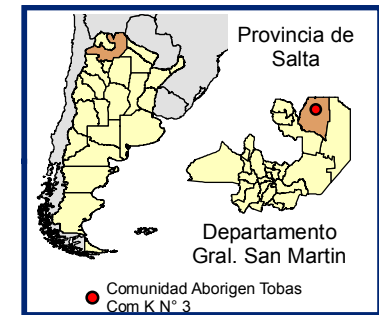 Provincia de
Salta
Departamento
Gral. San Martin
Comunidad Aborigen Tobas
Com K N° 3